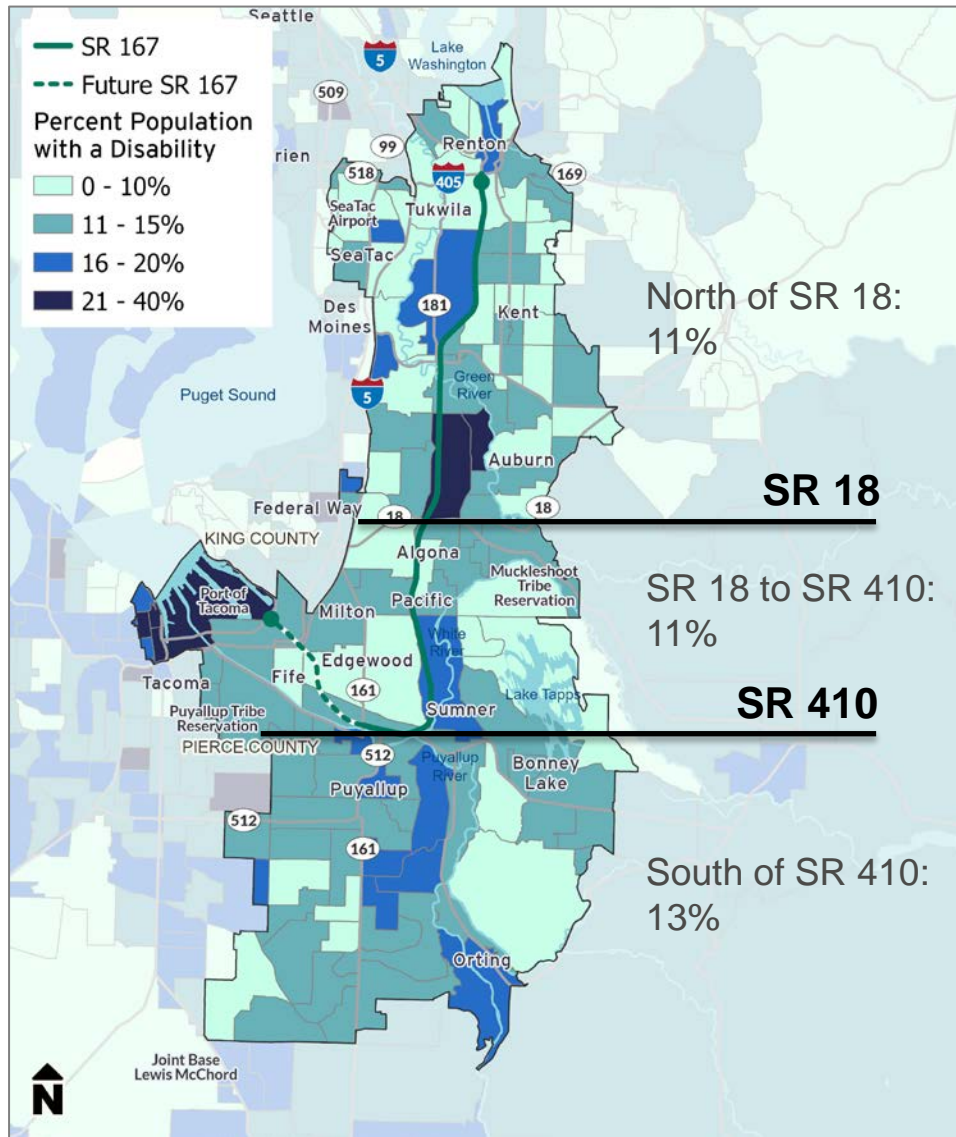 Seattle
SR 167
Future SR 167
Percent Population
with a Disability
0 - 10%
11 - 15%
16 - 20%
21 - 40%
5
Lake
Washington
509
rien
99
518
Renton
405
169
SeaTac
Airport
Tukwila
SeaTac
Des
Moines
181
Kent
North of SR 18:
11%
Green
River
5
Puget Sound
Auburn
SR 18
Federal Way
18
18
KING COUNTY
Algona
Muckleshoot
Tribe
Reservation
SR 18 to SR 410:
11%
Port of
Tacoma
Milton
Pacific
White
River
Edgewood
Fife
161
Tacoma
Lake Tapps
Puyallup Tribe
Reservation
Sumner
SR 410
PIERCE COUNTY
512
Puyallup
River
Bonney
Lake
Puyallup
512
161
South of SR 410:
13%
Orting
Joint Base
Lewis McChord
N